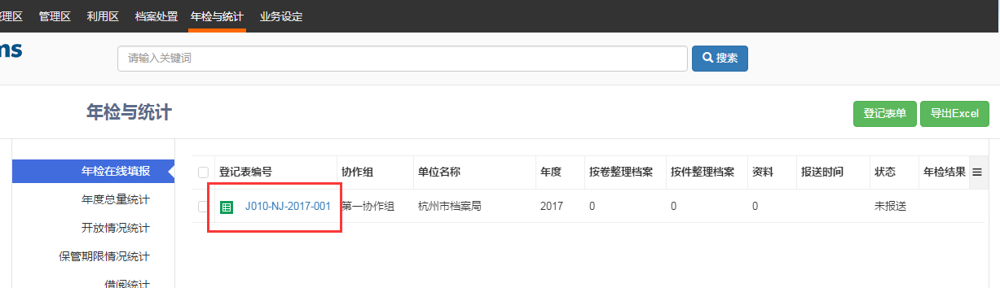 理区 管理区 利用区 档案处置 年检与统计 业务设定
ms
请输入关键词 搜索
年检与统计 登记表单 导出Excel
年检在线填报
年度总量统计
开放情况统计
保管期限情况统计
借阅统计
登记表编号 协作组 单位名称 年度 按卷整理档案 按件整理档案 资料 报送时间 状态 年检结果
J010-NJ-2017-001 第一协作组 杭州市档案局 2017 0 0 0 未报送